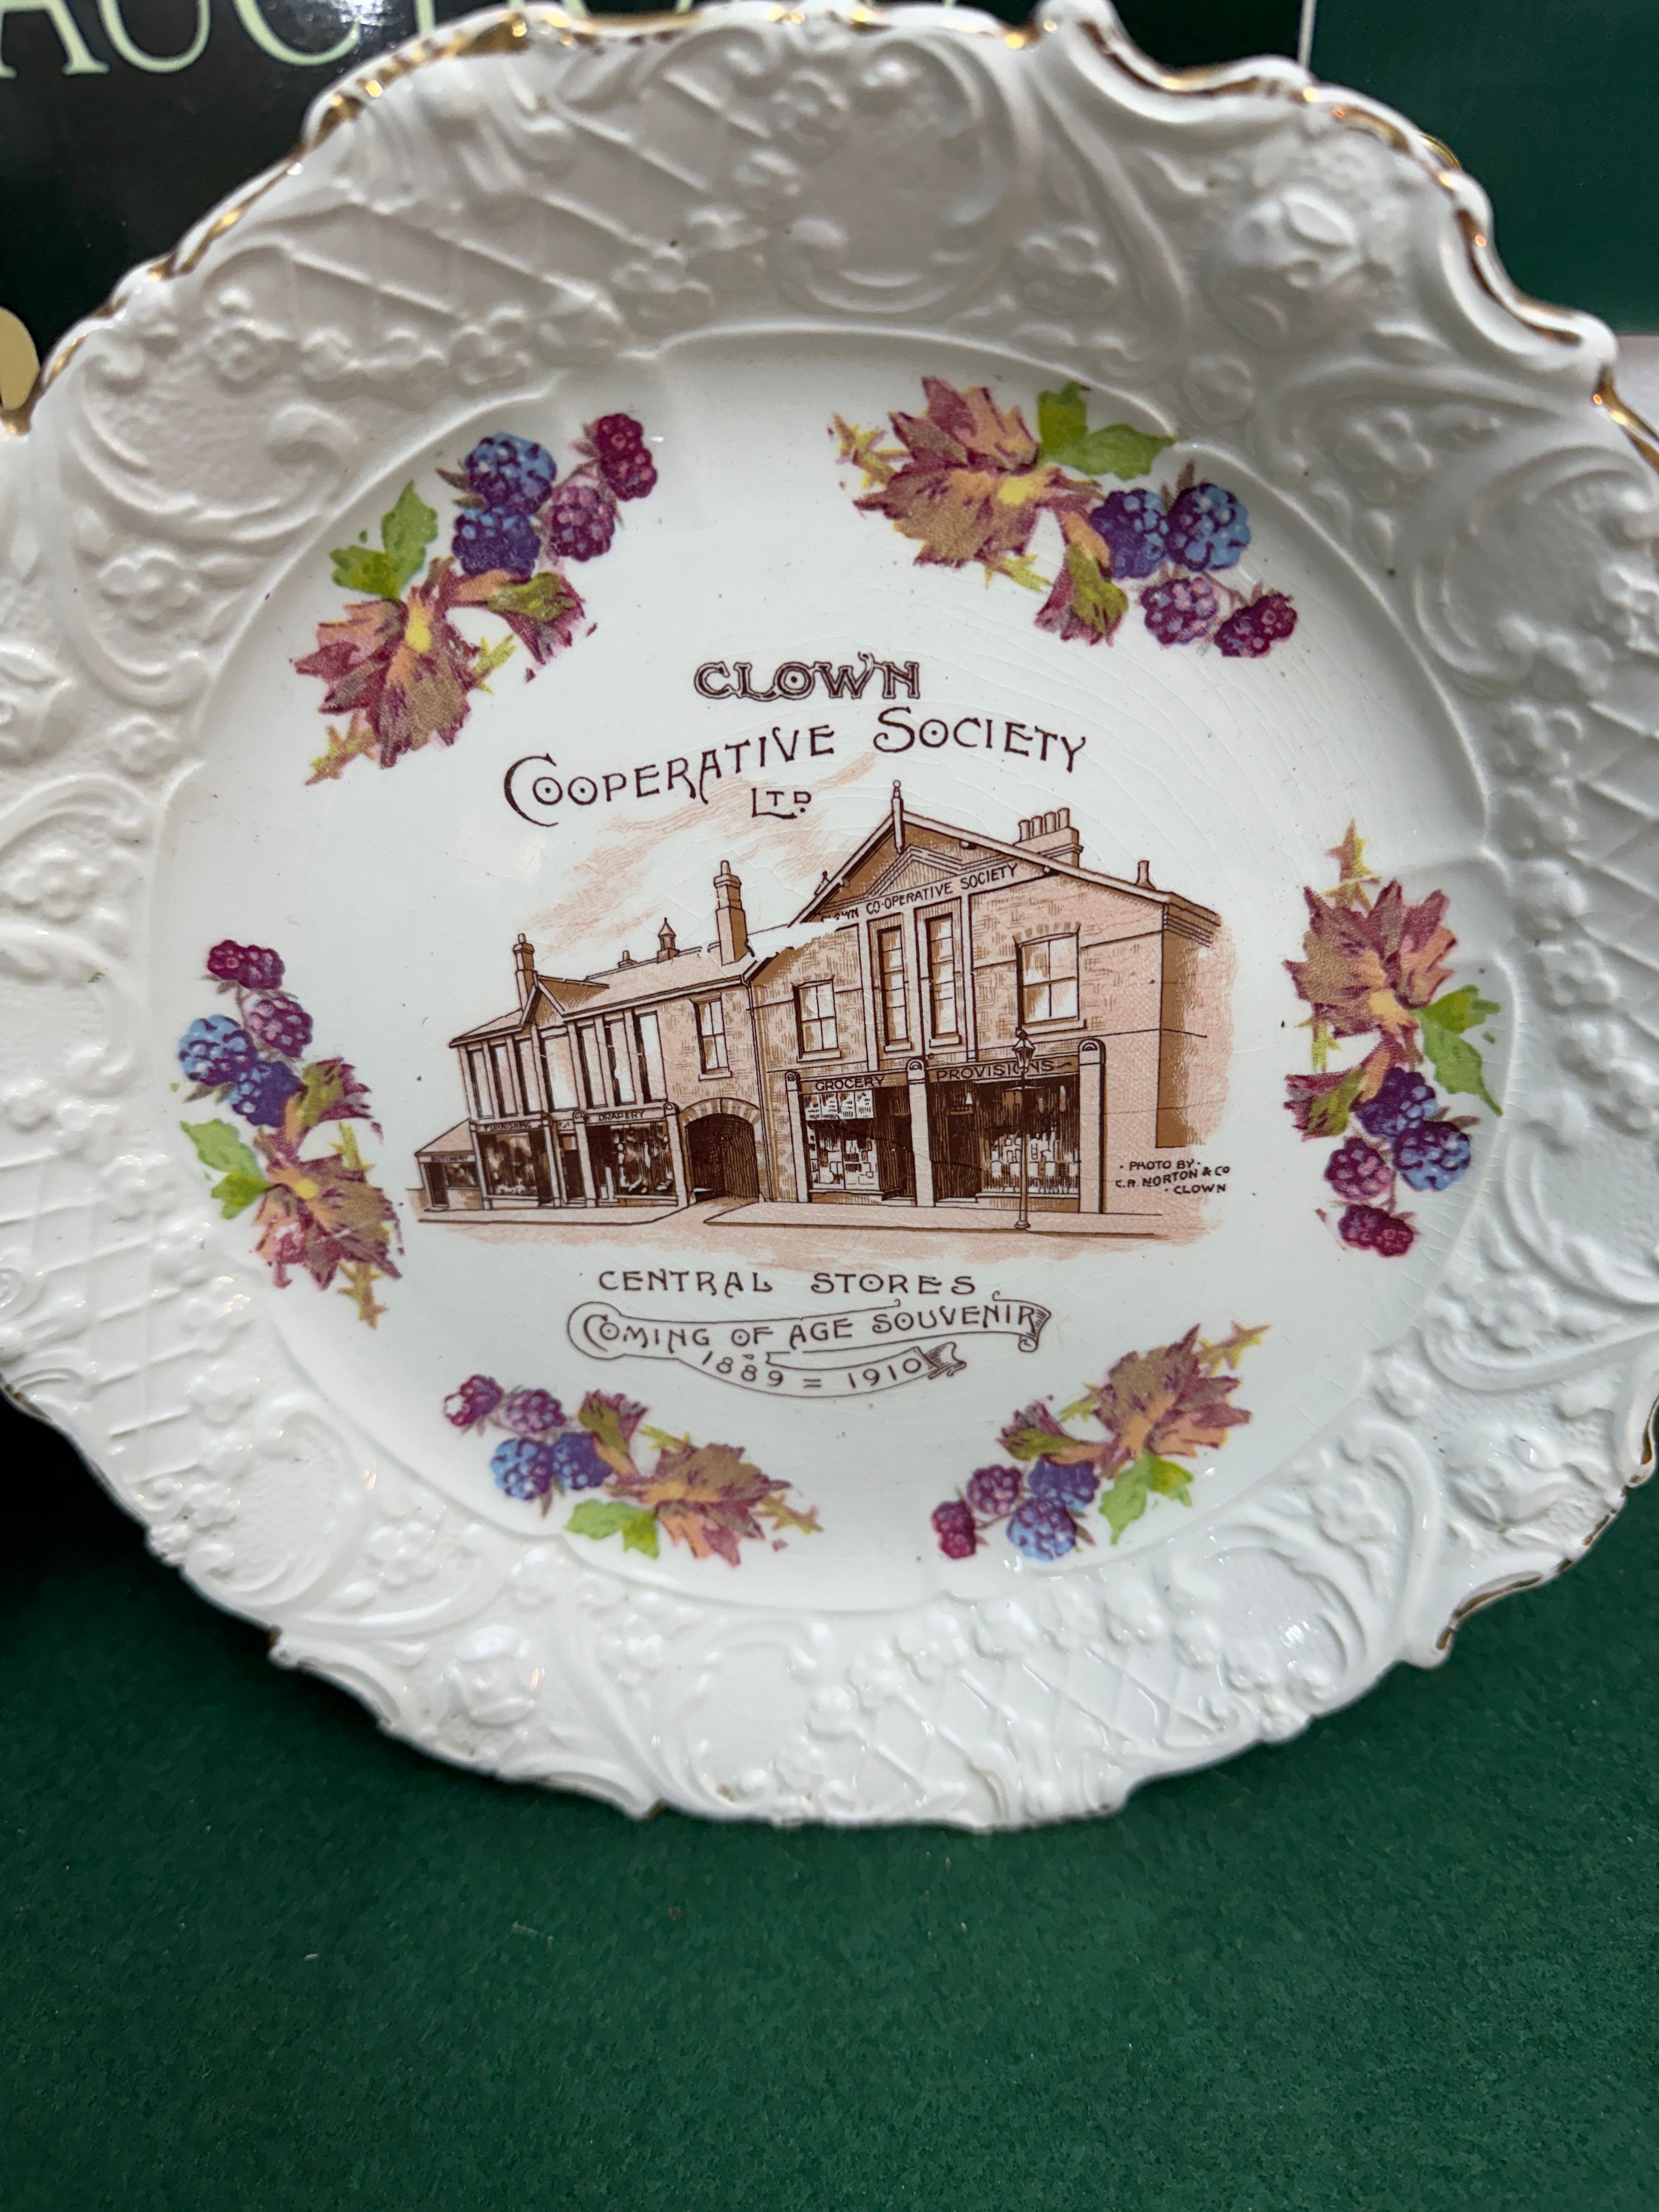 CLOWN
COOPERATIVE SOCIETY
LTD.
CO-OPERATIVE SOCIETY
GROCERY
PROVISIONS
DRAPERY
FURNISHING
· PHOTO BY ·
C.R. NORTON & CO
· CLOWN
CENTRAL STORES
COMING OF AGE SOUVENIR
1889 = 1910